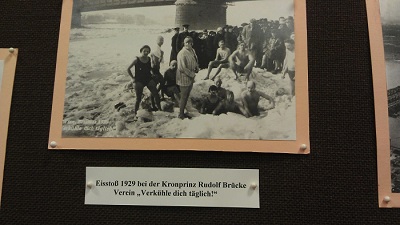 Eisstoß 1929 bei der Kronprinz Rudolf Brücke
Verein „Verkühle dich täglich!“